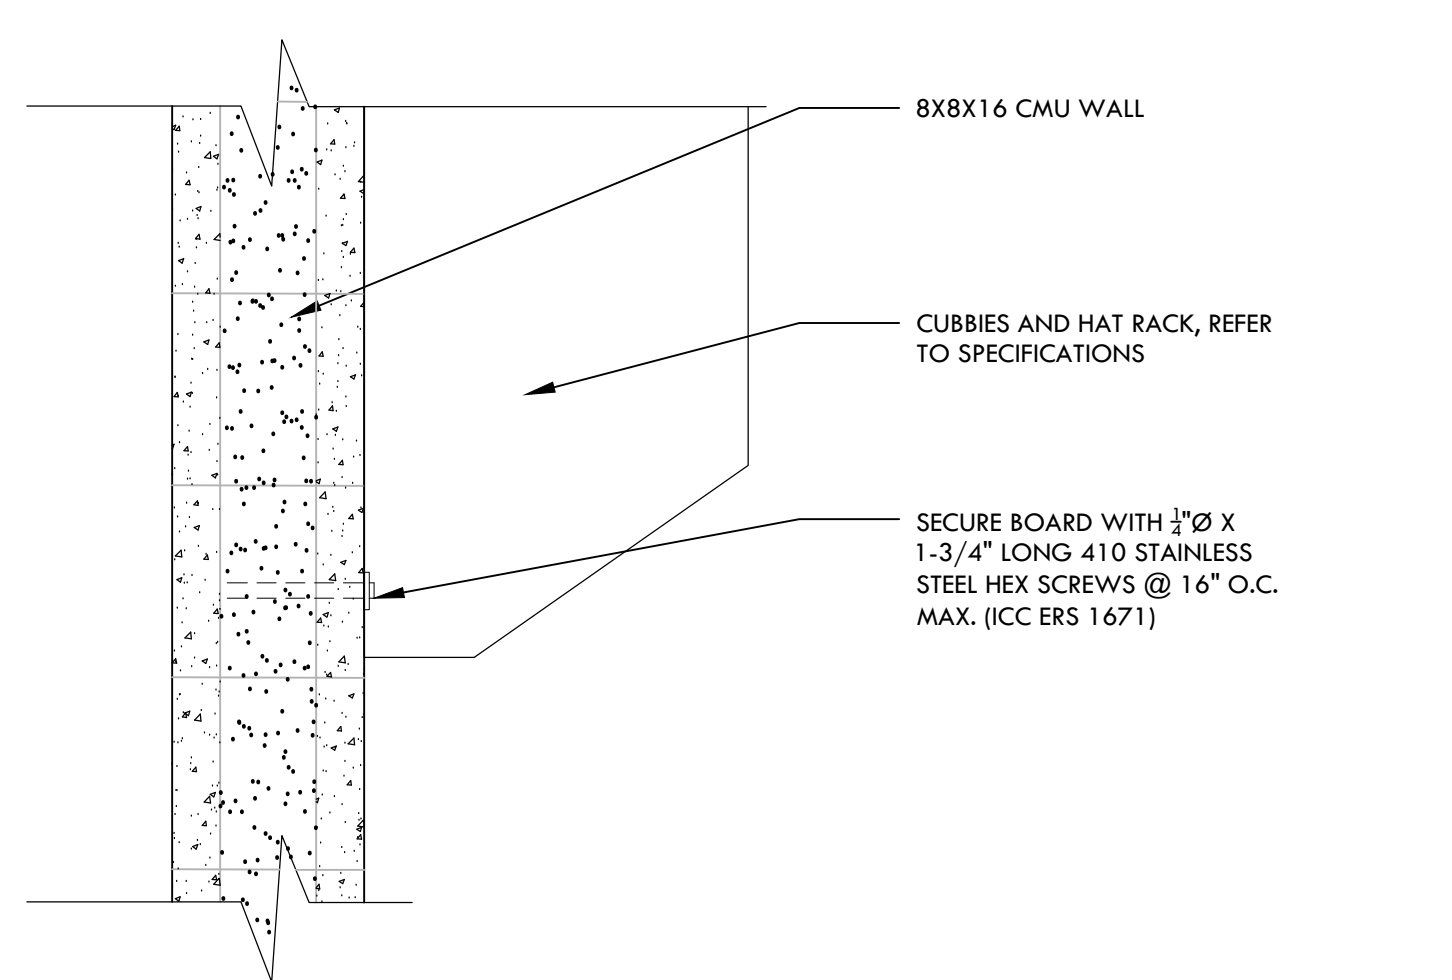 8X8X16 CMU WALL
CUBBIES AND HAT RACK, REFER
TO SPECIFICATIONS
SECURE BOARD WITH 1/4"Ø X
1-3/4" LONG 410 STAINLESS
STEEL HEX SCREWS @ 16" O.C.
MAX. (ICC ERS 1671)